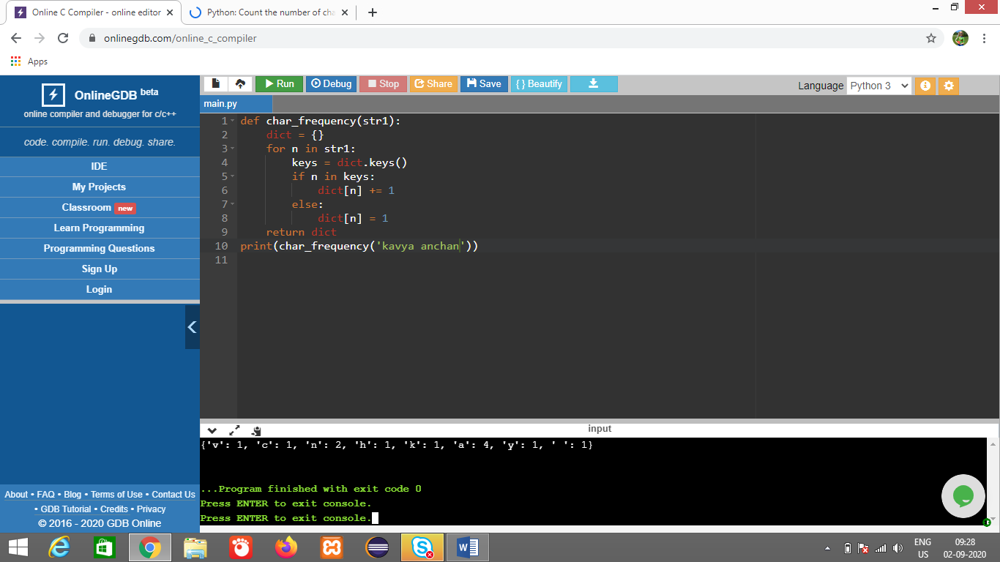 Online C Compiler - online editor
Python: Count the number of cha
onlinegdb.com/online_c_compiler
Apps
OnlineGDB beta
online compiler and debugger for c/c++
code. compile. run. debug. share.
IDE
My Projects
Classroom new
Learn Programming
Programming Questions
Sign Up
Login
About • FAQ • Blog • Terms of Use • Contact Us
• GDB Tutorial • Credits • Privacy
© 2016 - 2020 GDB Online
Run Debug Stop Share Save { } Beautify
Language Python 3
main.py
1 def char_frequency(str1):
2     dict = {}
3     for n in str1:
4         keys = dict.keys()
5         if n in keys:
6             dict[n] += 1
7         else:
8             dict[n] = 1
9     return dict
10 print(char_frequency('kavya anchan'))
11
input
{'v': 1, 'c': 1, 'n': 2, 'h': 1, 'k': 1, 'a': 4, 'y': 1, ' ': 1}
...Program finished with exit code 0
Press ENTER to exit console.
Press ENTER to exit console.
ENG
US
09:28
02-09-2020